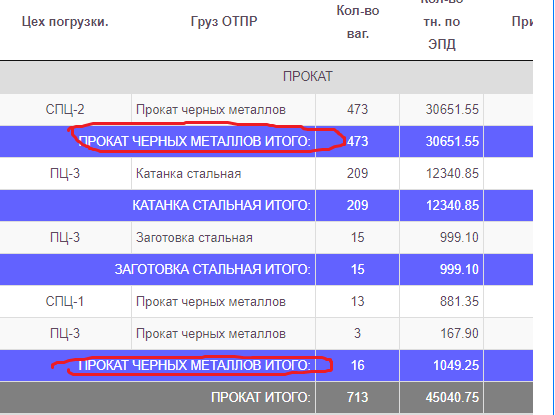 Цех погрузки. Груз ОТПР Кол-во ваг. тн. по ЭПД
ПРОКАТ
СПЦ-2 Прокат черных металлов 473 30651.55
ПРОКАТ ЧЕРНЫХ МЕТАЛЛОВ ИТОГО: 473 30651.55
ПЦ-3 Катанка стальная 209 12340.85
КАТАНКА СТАЛЬНАЯ ИТОГО: 209 12340.85
ПЦ-3 Заготовка стальная 15 999.10
ЗАГОТОВКА СТАЛЬНАЯ ИТОГО: 15 999.10
СПЦ-1 Прокат черных металлов 13 881.35
ПЦ-3 Прокат черных металлов 3 167.90
ПРОКАТ ЧЕРНЫХ МЕТАЛЛОВ ИТОГО: 16 1049.25
ПРОКАТ ИТОГО: 713 45040.75